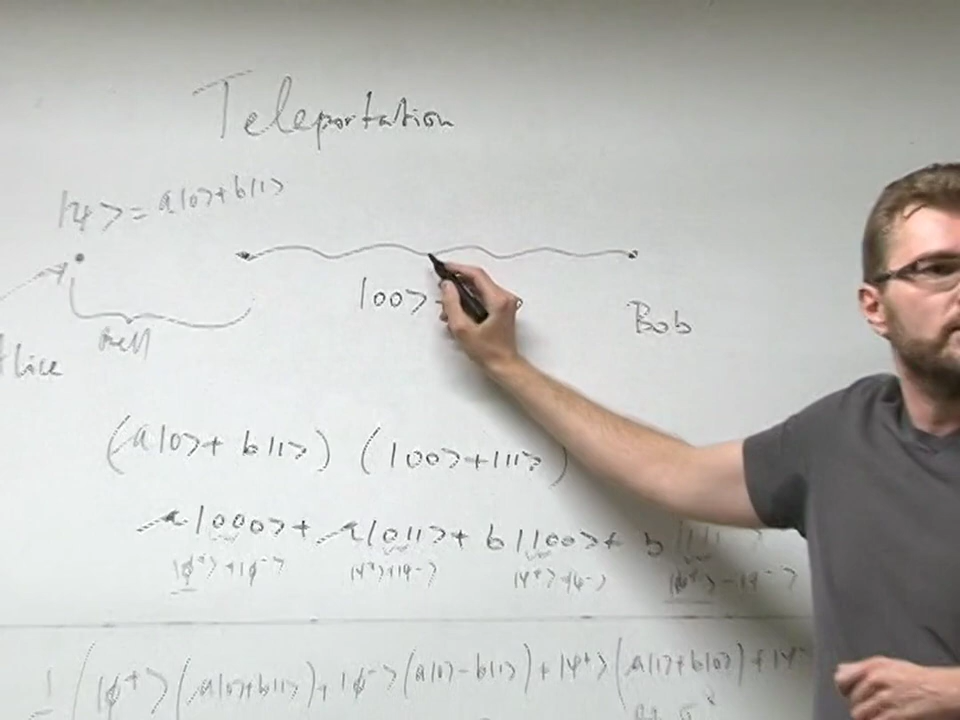 Teleportation
|ψ> = a|0>+b|1>
|00>
Bob
Alice
(a|0>+ b|1>) (|00>+|11>)
a|000>+ a|011>+ b|100>+ b|111>
|ϕ⁺>+|ϕ⁻> |ψ⁺>+|ψ⁻> |ψ⁺>-|ψ⁻> |ϕ⁺>-|ϕ⁻>
(|ϕ⁺>(a|0>+b|1>)+|ϕ⁻>(a|0>-b|1>)+|ψ⁺>(a|1>+b|0>)+|ψ⁻